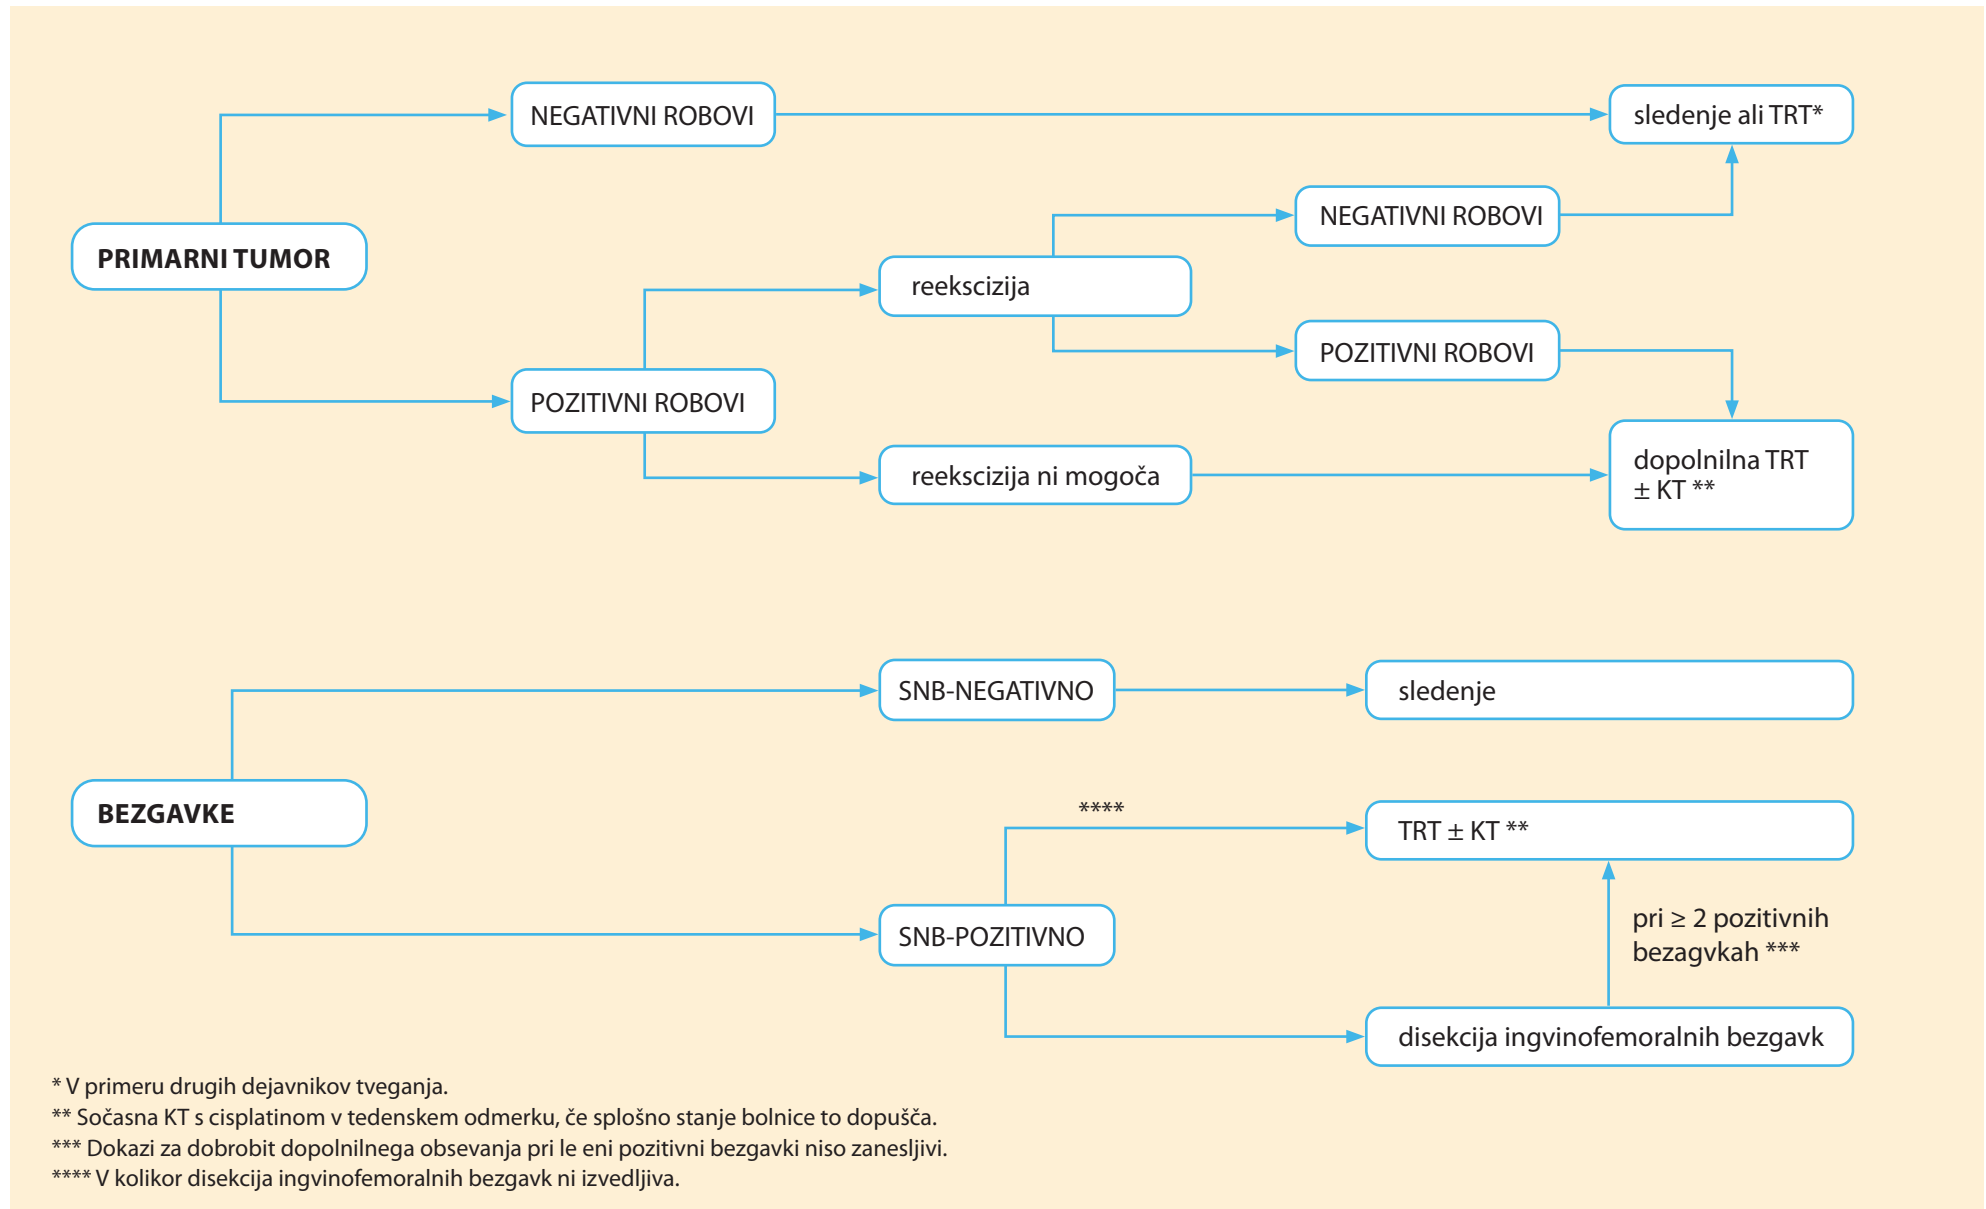 NEGATIVNI ROBOVI
sledenje ali TRT*
NEGATIVNI ROBOVI
PRIMARNI TUMOR
reekscizija
POZITIVNI ROBOVI
POZITIVNI ROBOVI
reekscizija ni mogoča
dopolnilna TRT
± KT **
SNB-NEGATIVNO
sledenje
BEZGAVKE
****
TRT ± KT **
SNB-POZITIVNO
pri ≥ 2 pozitivnih
bezagvkah ***
disekcija ingvinofemoralnih bezgavk
* V primeru drugih dejavnikov tveganja.
** Sočasna KT s cisplatinom v tedenskem odmerku, če splošno stanje bolnice to dopušča.
*** Dokazi za dobrobit dopolnilnega obsevanja pri le eni pozitivni bezgavki niso zanesljivi.
**** V kolikor disekcija ingvinofemoralnih bezgavk ni izvedljiva.